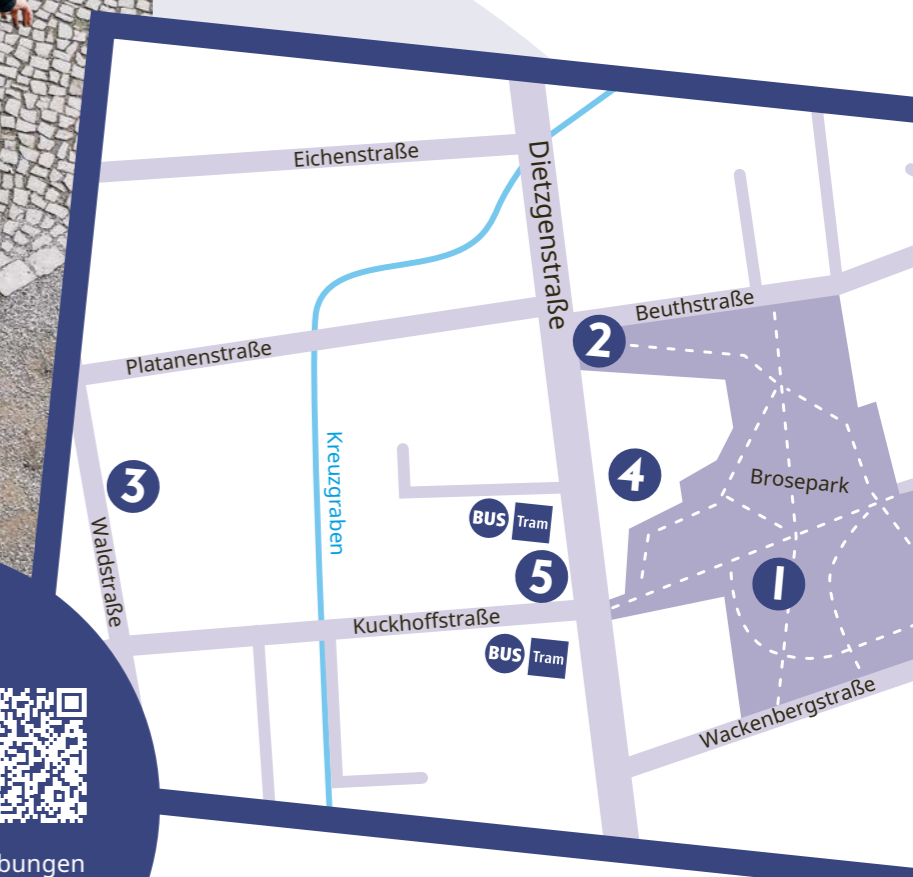 Eichenstraße
Dietzgenstraße
Beuthstraße
2
Platanenstraße
Kreuzgraben
4
Brosepark
3
BUS Tram
Waldstraße
5
1
Kuckhoffstraße
BUS Tram
Wackenbergstraße
bungen